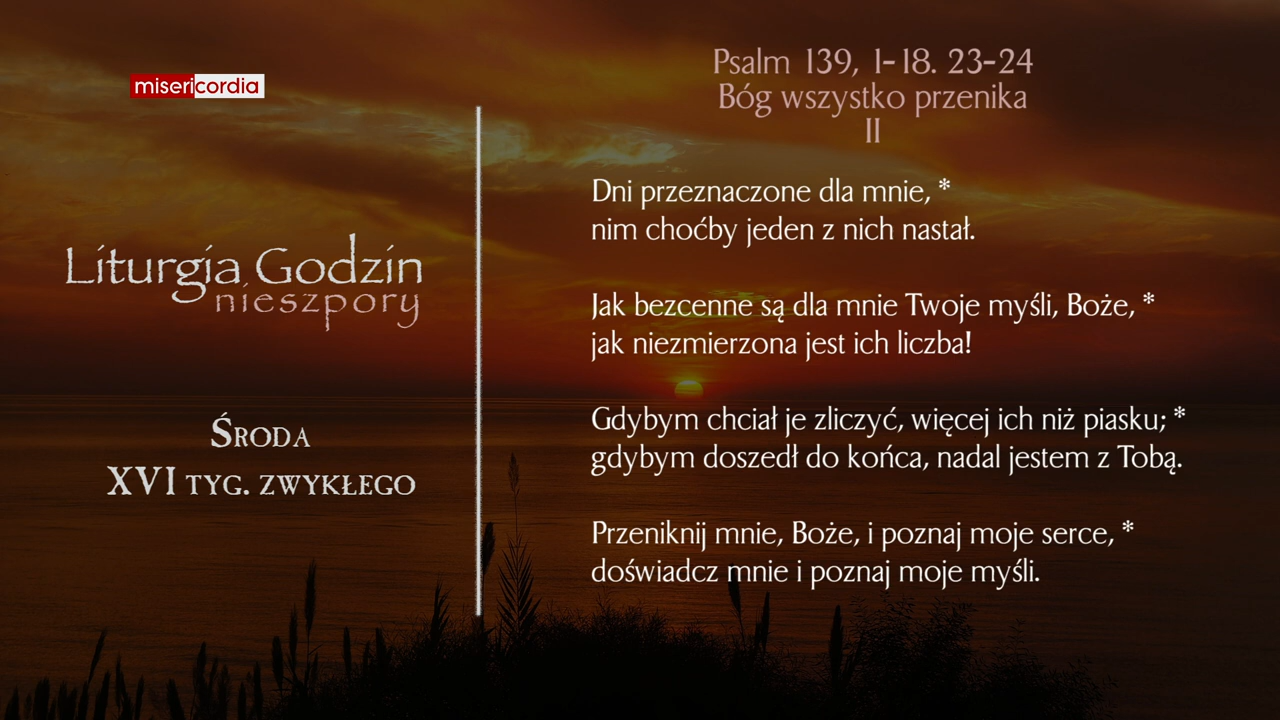 misericordia
Liturgia Godzin
nieszpory
Środa
XVI tyg. zwykłego
Psalm 139, 1-18. 23-24
Bóg wszystko przenika
II
Dni przeznaczone dla mnie, *
nim choćby jeden z nich nastał.
Jak bezcenne są dla mnie Twoje myśli, Boże, *
jak niezmierzona jest ich liczba!
Gdybym chciał je zliczyć, więcej ich niż piasku; *
gdybym doszedł do końca, nadal jestem z Tobą.
Przeniknij mnie, Boże, i poznaj moje serce, *
doświadcz mnie i poznaj moje myśli.